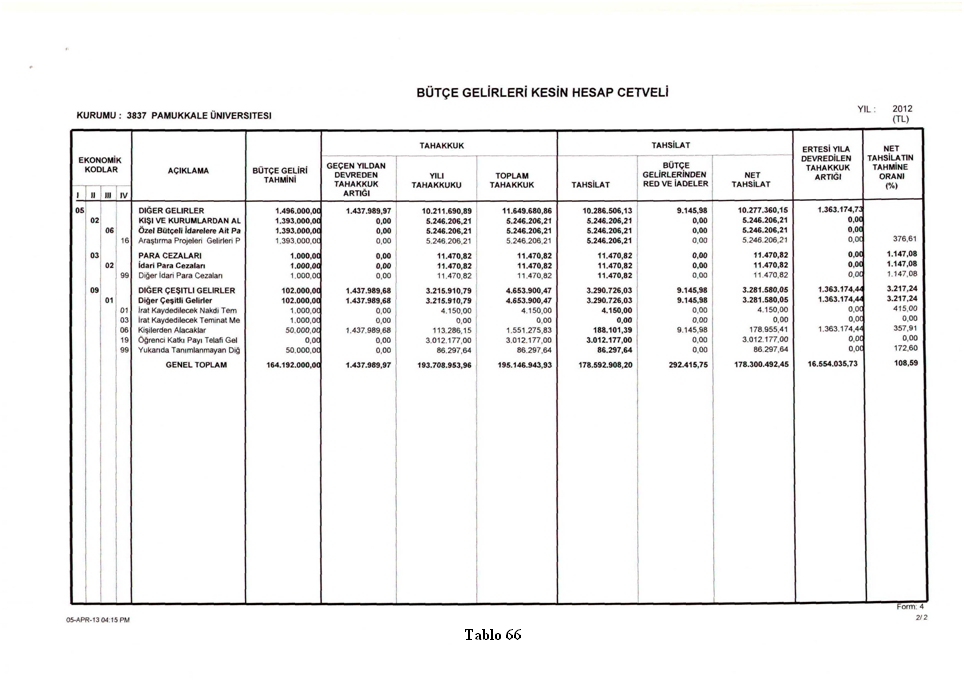 BÜTÇE GELİRLERİ KESİN HESAP CETVELİ
KURUMU : 3837 PAMUKKALE ÜNIVERSITESI
YIL : 2012
(TL)
EKONOMİK KODLAR AÇIKLAMA BÜTÇE GELİRİ TAHMİNİ TAHAKKUK TAHSİLAT ERTESİ YILA DEVREDİLEN TAHAKKUK ARTIĞI NET TAHSİLATIN TAHMİNE ORANI (%)
I II III IV GEÇEN YILDAN DEVREDEN TAHAKKUK ARTIĞI YILI TAHAKKUKU TOPLAM TAHAKKUK TAHSİLAT BÜTÇE GELİRLERİNDEN RED VE İADELER NET TAHSİLAT
05 DIĞER GELIRLER 1.496.000,00 1.437.989,97 10.211.690,89 11.649.680,86 10.286.506,13 9.145,98 10.277.360,15 1.363.174,73
02 KIŞI VE KURUMLARDAN AL 1.393.000,00 0,00 5.246.206,21 5.246.206,21 5.246.206,21 0,00 5.246.206,21 0,00
06 Özel Bütçeli İdarelere Ait Pa 1.393.000,00 0,00 5.246.206,21 5.246.206,21 5.246.206,21 0,00 5.246.206,21 0,00
16 Araştırma Projeleri Gelirleri P 1.393.000,00 0,00 5.246.206,21 5.246.206,21 5.246.206,21 0,00 5.246.206,21 0,00 376,61
03 PARA CEZALARI 1.000,00 0,00 11.470,82 11.470,82 11.470,82 0,00 11.470,82 0,00 1.147,08
02 İdari Para Cezaları 1.000,00 0,00 11.470,82 11.470,82 11.470,82 0,00 11.470,82 0,00 1.147,08
99 Diğer İdari Para Cezaları 1.000,00 0,00 11.470,82 11.470,82 11.470,82 0,00 11.470,82 0,00 1.147,08
09 DIĞER ÇEŞITLI GELIRLER 102.000,00 1.437.989,68 3.215.910,79 4.653.900,47 3.290.726,03 9.145,98 3.281.580,05 1.363.174,44 3.217,24
01 Diğer Çeşitli Gelirler 102.000,00 1.437.989,68 3.215.910,79 4.653.900,47 3.290.726,03 9.145,98 3.281.580,05 1.363.174,44 3.217,24
01 İrat Kaydedilecek Nakdi Tem 1.000,00 0,00 4.150,00 4.150,00 4.150,00 0,00 4.150,00 0,00 415,00
03 İrat Kaydedilecek Teminat Me 1.000,00 0,00 0,00 0,00 0,00 0,00 0,00 0,00 0,00
06 Kişilerden Alacaklar 50.000,00 1.437.989,68 113.286,15 1.551.275,83 188.101,39 9.145,98 178.955,41 1.363.174,44 357,91
19 Öğrenci Katkı Payı Telafi Gel 0,00 0,00 3.012.177,00 3.012.177,00 3.012.177,00 0,00 3.012.177,00 0,00 0,00
99 Yukarıda Tanımlanmayan Diğ 50.000,00 0,00 86.297,64 86.297,64 86.297,64 0,00 86.297,64 0,00 172,60
GENEL TOPLAM 164.192.000,00 1.437.989,97 193.708.953,96 195.146.943,93 178.592.908,20 292.415,75 178.300.492,45 16.554.035,73 108,59
Form: 4
05-APR-13 04:15 PM
2/ 2
Tablo 66